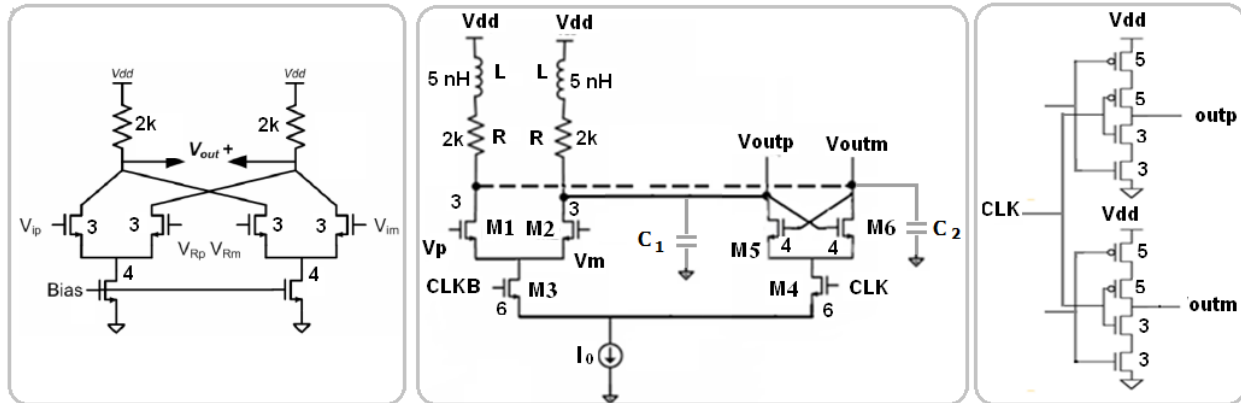 Vdd Vdd
2k 2k
Vout +
Vip 3 3 3 3 Vim
VRp VRm
4 4
Bias
Vdd Vdd
5 nH L L 5 nH
2k R R 2k
Voutp Voutm
3 3
M1 M2 C1 M5 4 4 M6 C2
Vp Vm
CLKB M3 M4 CLK
6 6
I0
Vdd
5
5
outp
3
3
CLK
Vdd
5
5
outm
3
3